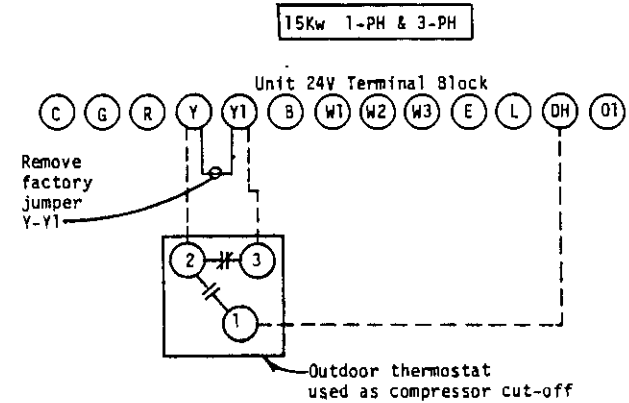 15Kw 1-PH & 3-PH
Unit 24V Terminal Block
C G R Y Y1 B W1 W2 W3 E L DH O1
Remove
factory
jumper
Y-Y1
2 3
1
Outdoor thermostat
used as compressor cut-off